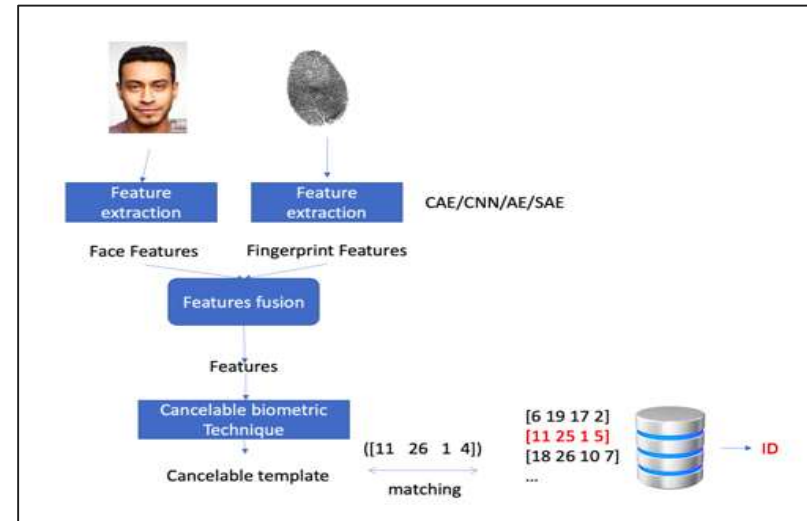 Feature
extraction
Feature
extraction
CAE/CNN/AE/SAE
Face Features
Fingerprint Features
Features fusion
Features
Cancelable biometric
Technique
Cancelable template
([11 26 1 4])
matching
[6 19 17 2]
[11 25 1 5]
[18 26 10 7]
...
ID